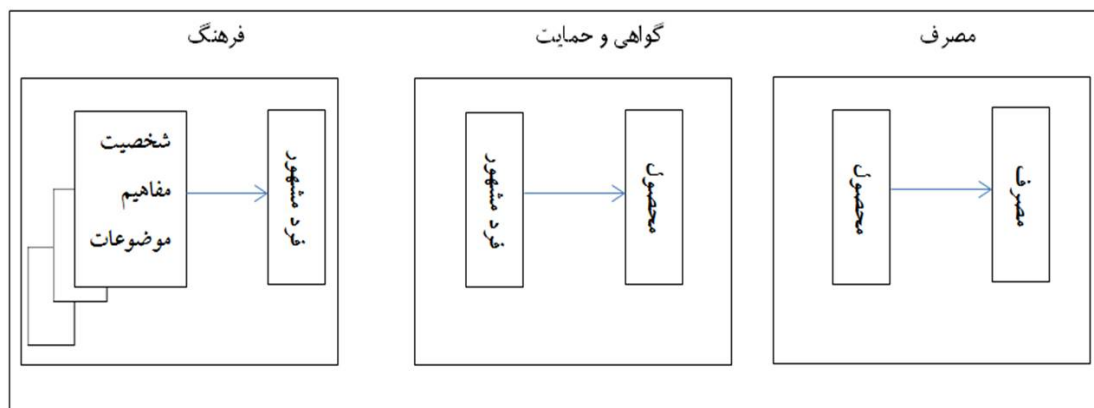 فرهنگ
گواهی و حمایت
مصرف
شخصیت
مفاهیم
موضوعات
فرد مشهور
فرد مشهور
محصول
محصول
مصرف